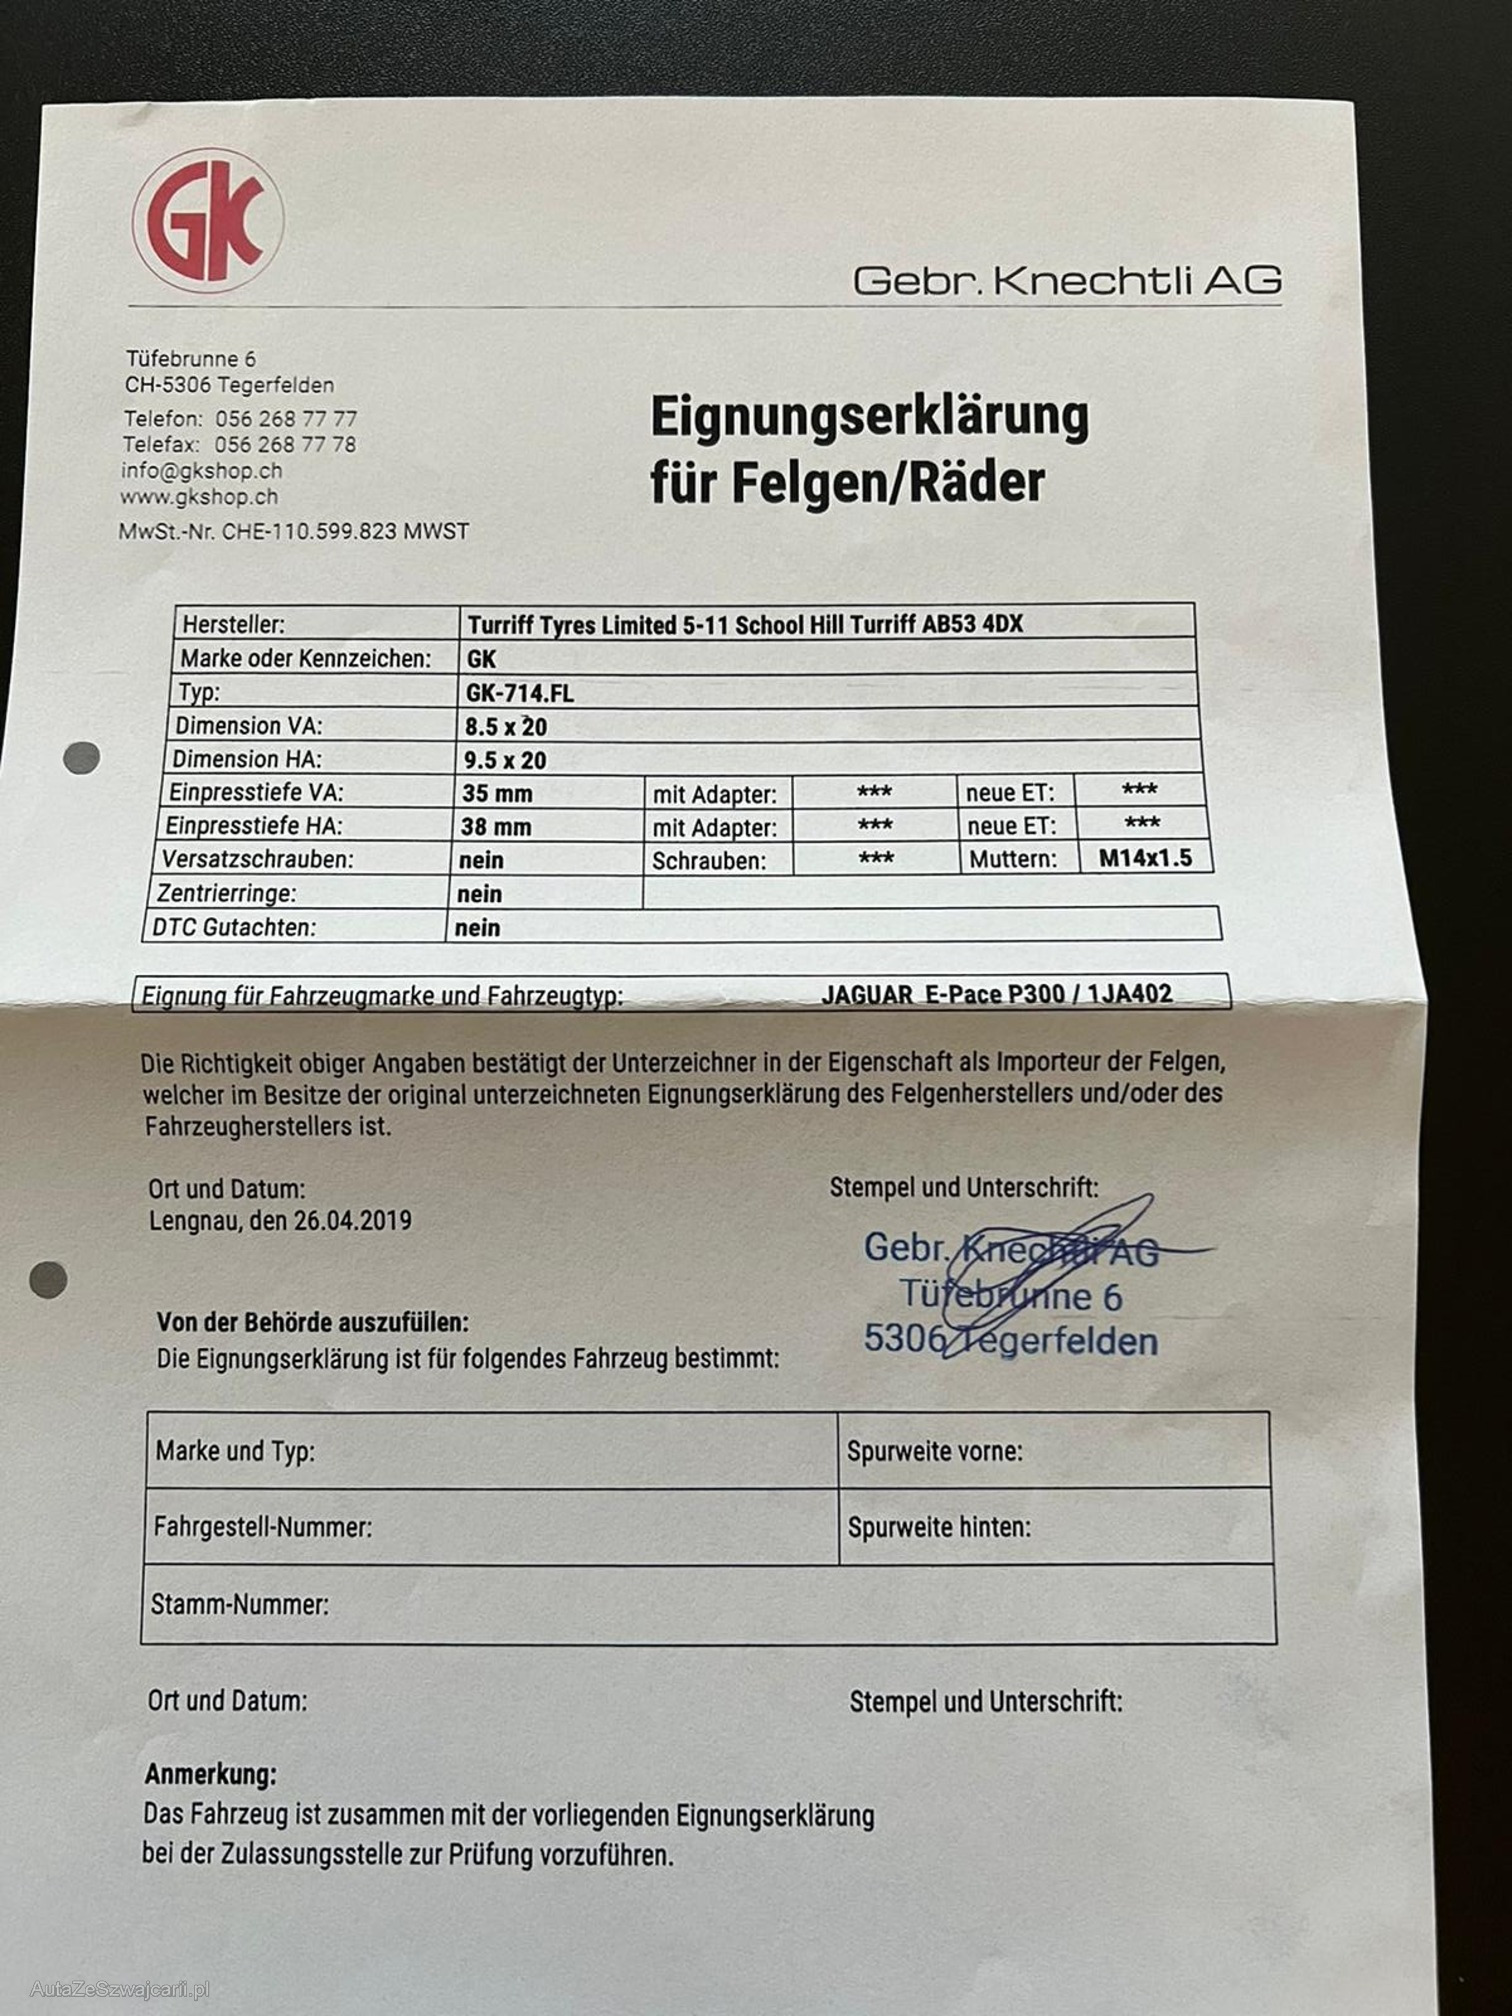 GK
Gebr. Knechtli AG
Tüfebrunne 6
CH-5306 Tegerfelden
Telefon: 056 268 77 77
Telefax: 056 268 77 78
info@gkshop.ch
www.gkshop.ch
MwSt.-Nr. CHE-110.599.823 MWST
Eignungserklärung
für Felgen/Räder
Hersteller: Turriff Tyres Limited 5-11 School Hill Turriff AB53 4DX
Marke oder Kennzeichen: GK
Typ: GK-714.FL
Dimension VA: 8.5 x 20
Dimension HA: 9.5 x 20
Einpresstiefe VA: 35 mm mit Adapter: *** neue ET: ***
Einpresstiefe HA: 38 mm mit Adapter: *** neue ET: ***
Versatzschrauben: nein Schrauben: *** Muttern: M14x1.5
Zentrierringe: nein
DTC Gutachten: nein
Eignung für Fahrzeugmarke und Fahrzeugtyp: JAGUAR E-Pace P300 / 1JA402
Die Richtigkeit obiger Angaben bestätigt der Unterzeichner in der Eigenschaft als Importeur der Felgen,
welcher im Besitze der original unterzeichneten Eignungserklärung des Felgenherstellers und/oder des
Fahrzeugherstellers ist.
Ort und Datum: Stempel und Unterschrift:
Lengnau, den 26.04.2019
Gebr. Knechtli AG
Tüfebrunne 6
5306 Tegerfelden
Von der Behörde auszufüllen:
Die Eignungserklärung ist für folgendes Fahrzeug bestimmt:
Marke und Typ: Spurweite vorne:
Fahrgestell-Nummer: Spurweite hinten:
Stamm-Nummer:
Ort und Datum: Stempel und Unterschrift:
Anmerkung:
Das Fahrzeug ist zusammen mit der vorliegenden Eignungserklärung
bei der Zulassungsstelle zur Prüfung vorzuführen.
AutaZeSzwajcarii.pl